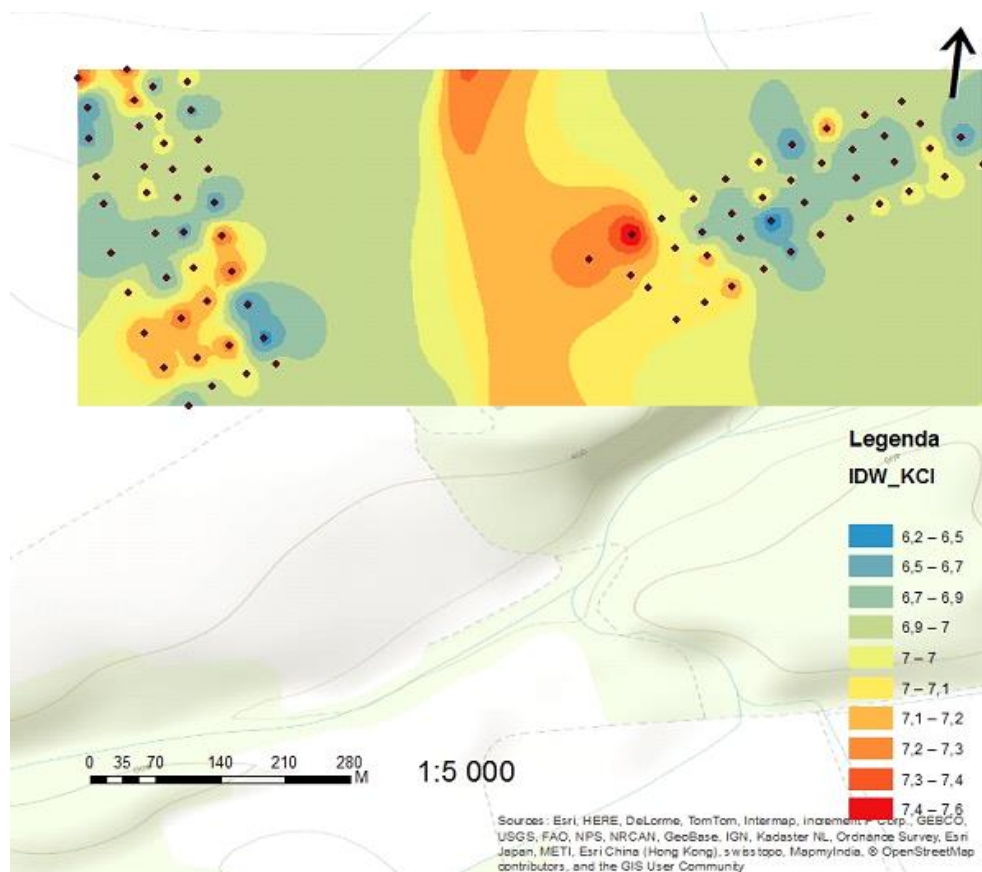 Legenda
IDW_KCl
6,2 – 6,5
6,5 – 6,7
6,7 – 6,9
6,9 – 7
7 – 7
7 – 7,1
7,1 – 7,2
7,2 – 7,3
7,3 – 7,4
7,4 – 7,6
0 35 70 140 210 280
M
1:5 000
Sources: Esri, HERE, DeLorme, TomTom, Intermap, increment P Corp., GEBCO,
USGS, FAO, NPS, NRCAN, GeoBase, IGN, Kadaster NL, Ordnance Survey, Esri
Japan, METI, Esri China (Hong Kong), swisstopo, MapmyIndia, © OpenStreetMap
contributors, and the GIS User Community